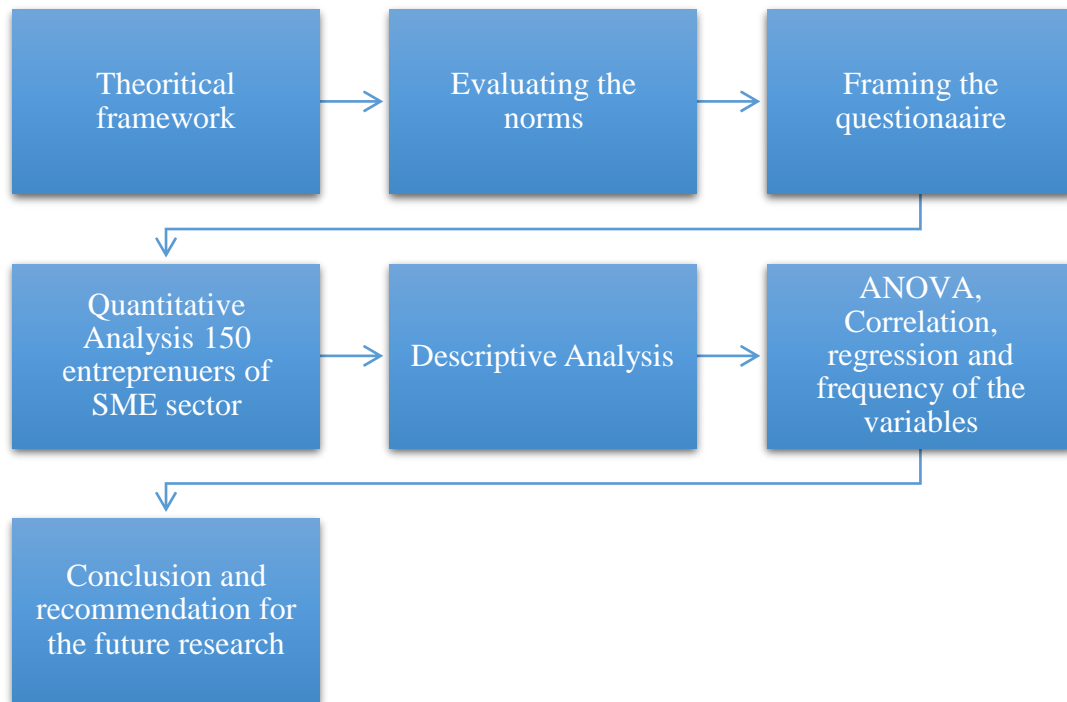 Theoritical
framework
Evaluating the
norms
Framing the
questionaaire
Quantitative
Analysis 150
entreprenuers of
SME sector
Descriptive Analysis
ANOVA,
Correlation,
regression and
frequency of the
variables
Conclusion and
recommendation for
the future research